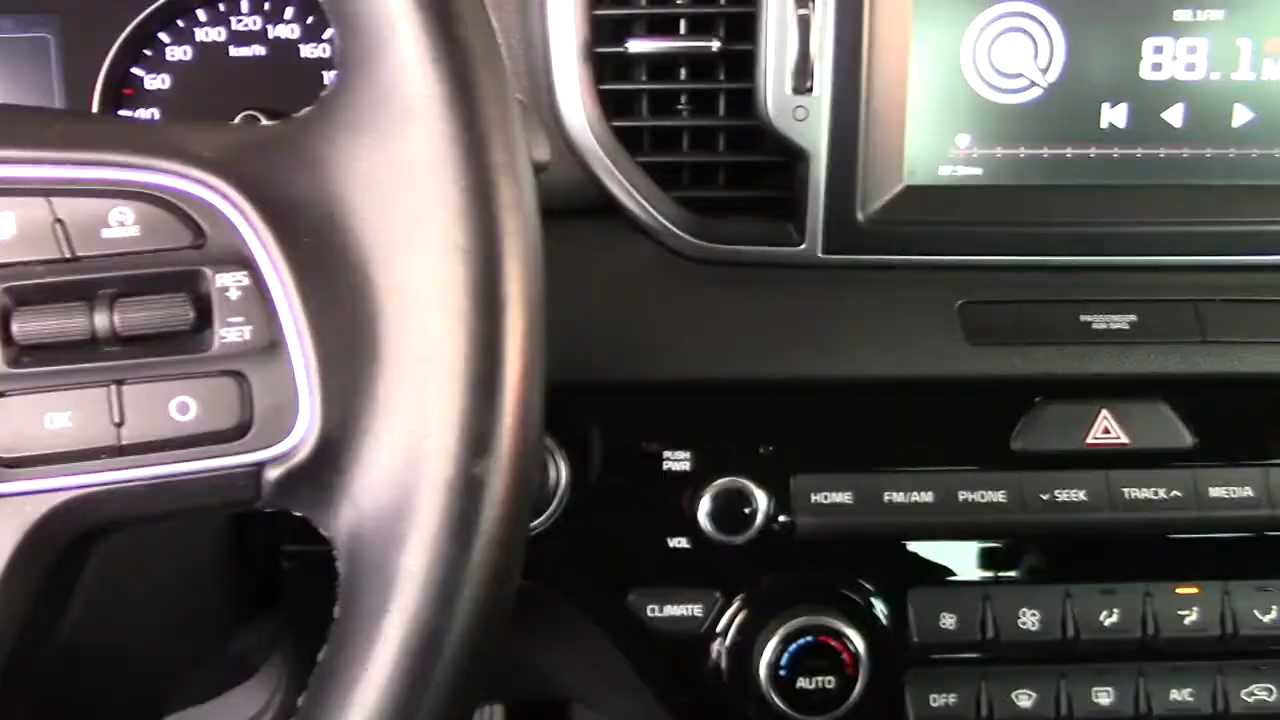 40
60
80
100
120
140
160
km/h
88.1
RES
+
-
SET
OK
MODE
PASSENGER
AIR BAG
PUSH
PWR
VOL
HOME
FM/AM
PHONE
SEEK
TRACK
MEDIA
CLIMATE
AUTO
OFF
A/C